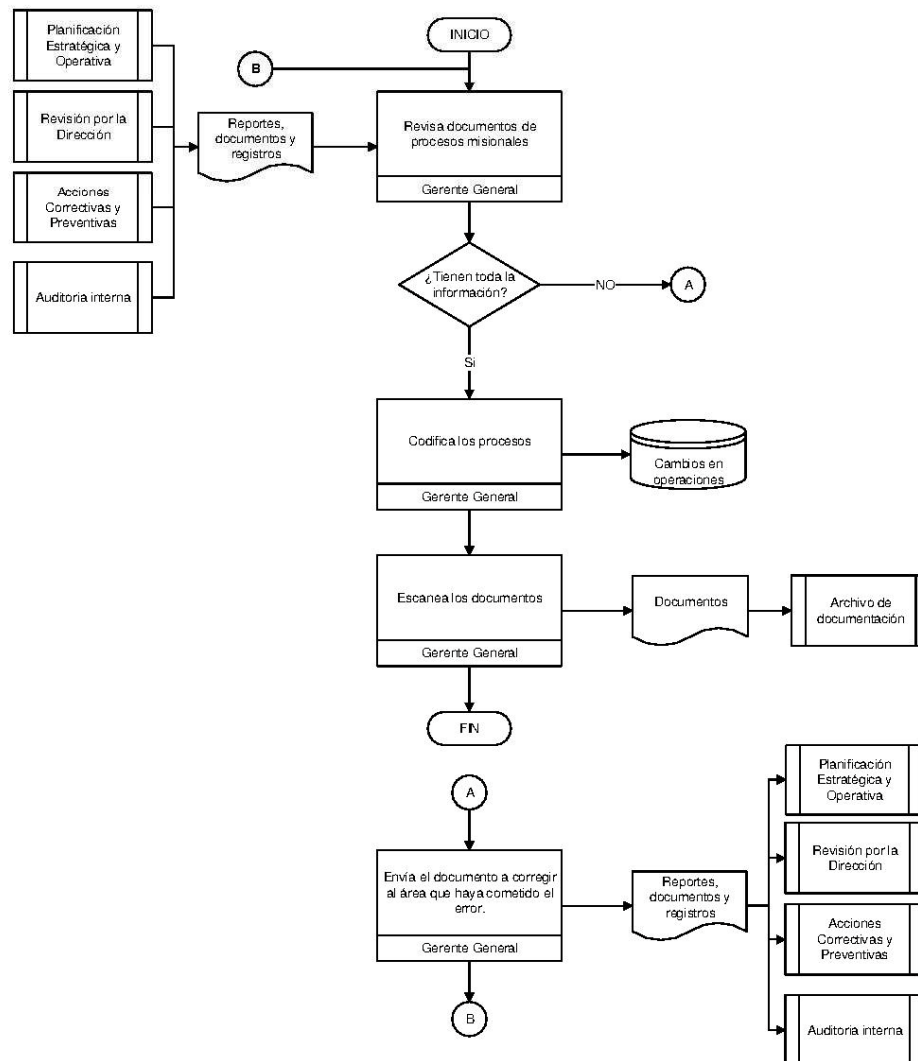 INICIO
B
Planificación
Estratégica y
Operativa
Revisión por la
Dirección
Acciones
Correctivas y
Preventivas
Auditoria interna
Reportes,
documentos y
registros
Revisa documentos de
procesos misionales
Gerente General
¿Tienen toda la
información?
NO
A
Si
Codifica los procesos
Gerente General
Cambios en
operaciones
Escanea los documentos
Gerente General
Documentos
Archivo de
documentación
FIN
A
Envía el documento a corregir
al área que haya cometido el
error.
Gerente General
B
Reportes,
documentos y
registros
Planificación
Estratégica y
Operativa
Revisión por la
Dirección
Acciones
Correctivas y
Preventivas
Auditoria interna